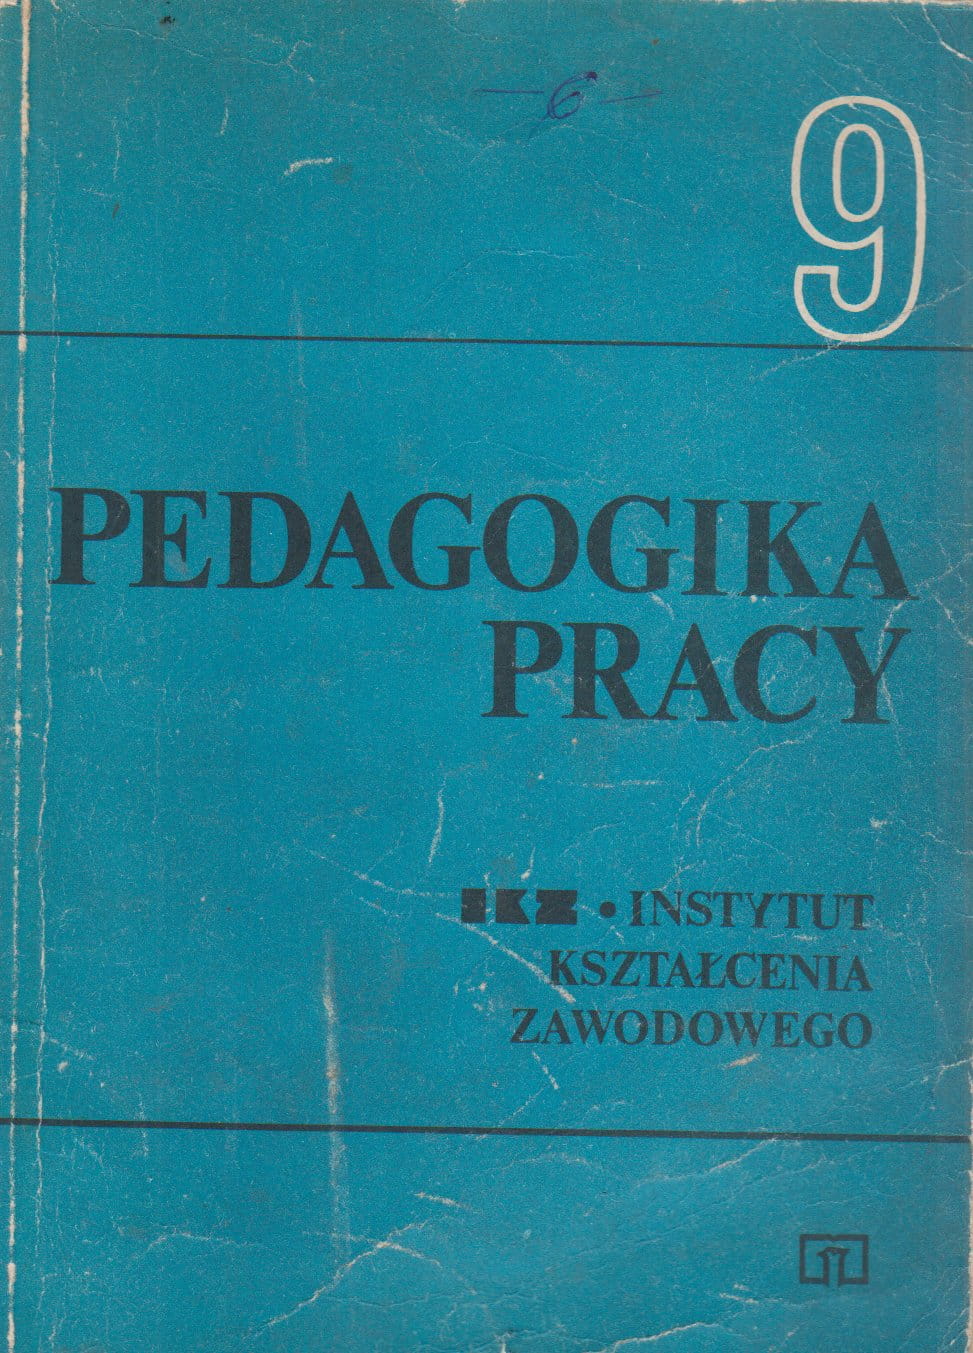 -6-
9
PEDAGOGIKA
PRACY
IKZ • INSTYTUT
KSZTAŁCENIA
ZAWODOWEGO